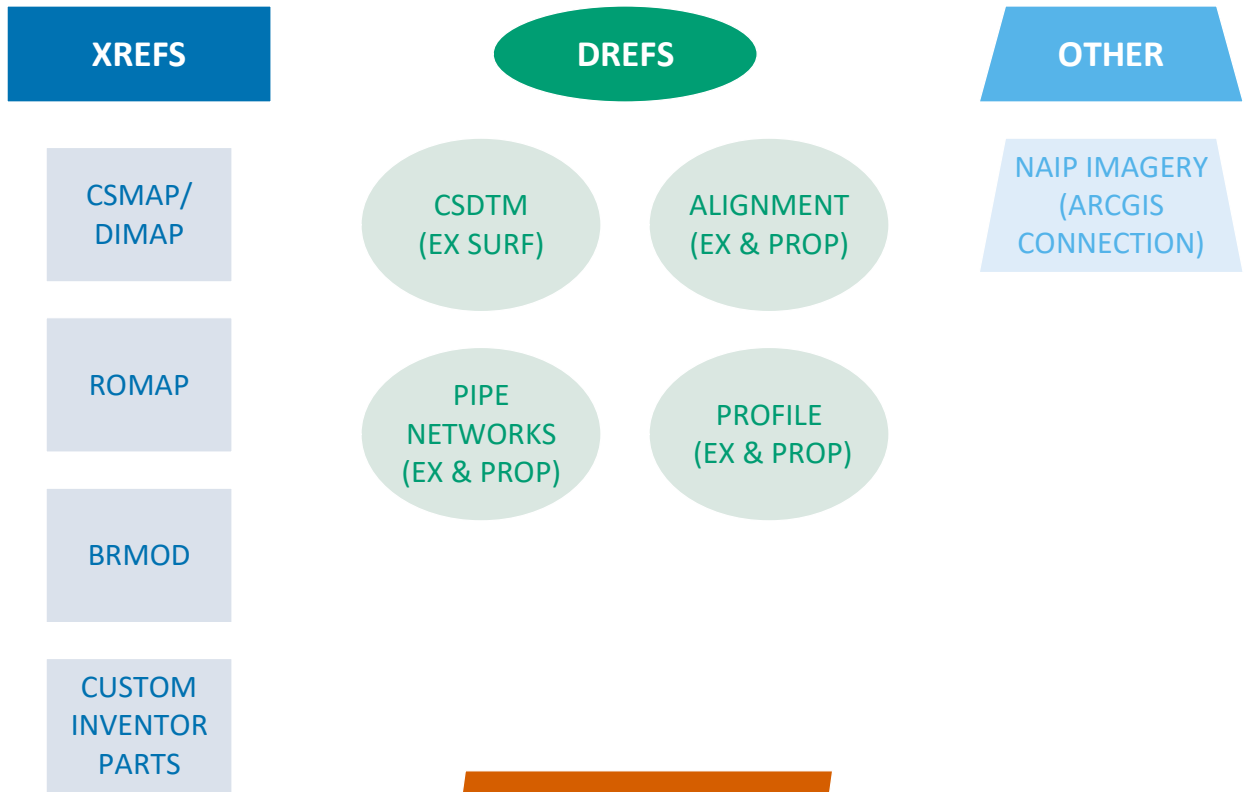 XREFS
DREFS
OTHER
CSMAP/
DIMAP
ROMAP
BRMOD
CUSTOM
INVENTOR
PARTS
CSDTM
(EX SURF)
ALIGNMENT
(EX & PROP)
PIPE
NETWORKS
(EX & PROP)
PROFILE
(EX & PROP)
NAIP IMAGERY
(ARCGIS
CONNECTION)